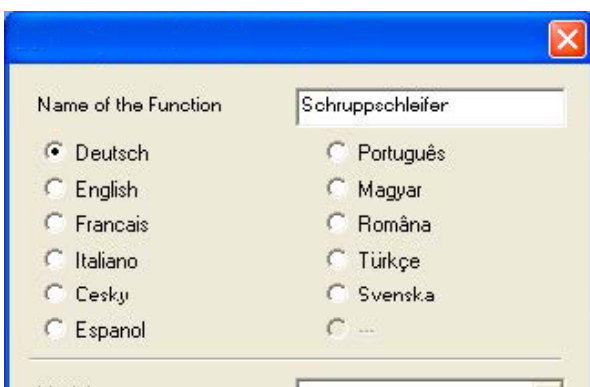 Name of the Function Schruppschleifer
Deutsch Português
English Magyar
Francais Româna
Italiano Türkçe
Cesky Svenska
Espanol ---